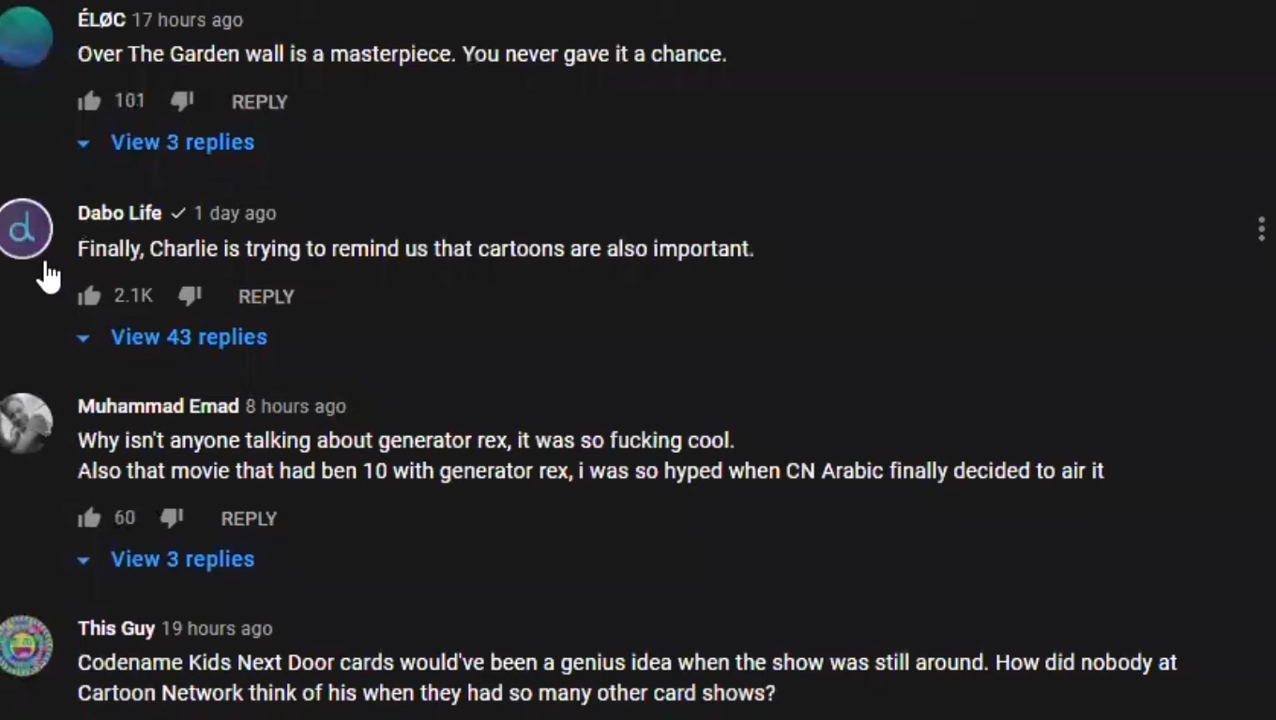 ÉLØC 17 hours ago
Over The Garden wall is a masterpiece. You never gave it a chance.
101 REPLY
View 3 replies
d
Dabo Life 1 day ago
Finally, Charlie is trying to remind us that cartoons are also important.
2.1K REPLY
View 43 replies
Muhammad Emad 8 hours ago
Why isn't anyone talking about generator rex, it was so fucking cool.
Also that movie that had ben 10 with generator rex, i was so hyped when CN Arabic finally decided to air it
60 REPLY
View 3 replies
This Guy 19 hours ago
Codename Kids Next Door cards would've been a genius idea when the show was still around. How did nobody at
Cartoon Network think of his when they had so many other card shows?